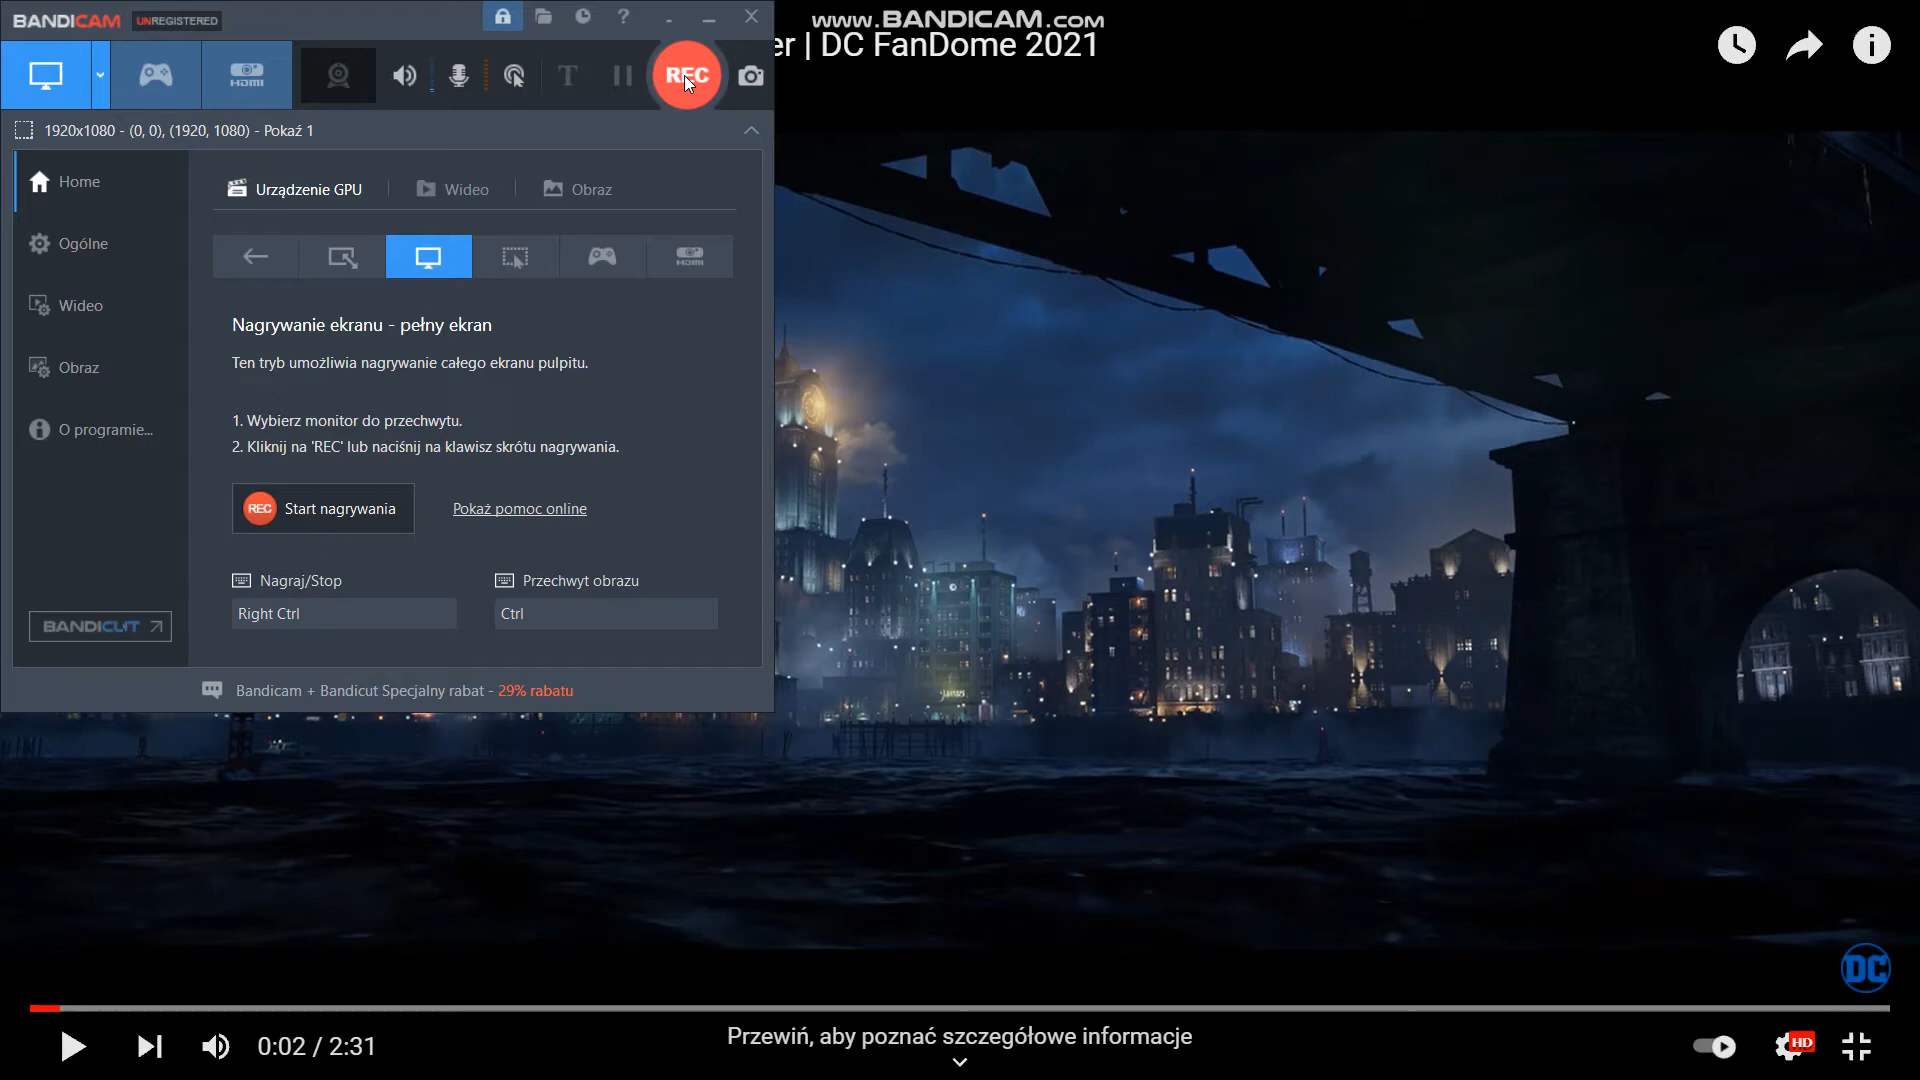 BANDICAM UNREGISTERED
www.BANDICAM.com
er | DC FanDome 2021
HDMI
T
REC
1920x1080 - (0, 0), (1920, 1080) - Pokaż 1
Home
Ogólne
Wideo
Obraz
O programie...
BANDICUT
Urządzenie GPU
Wideo
Obraz
HDMI
Nagrywanie ekranu - pełny ekran
Ten tryb umożliwia nagrywanie całego ekranu pulpitu.
1. Wybierz monitor do przechwytu.
2. Kliknij na 'REC' lub naciśnij na klawisz skrótu nagrywania.
REC Start nagrywania
Pokaż pomoc online
Nagraj/Stop
Przechwyt obrazu
Right Ctrl
Ctrl
Bandicam + Bandicut Specjalny rabat - 29% rabatu
DC
0:02 / 2:31
Przewiń, aby poznać szczegółowe informacje
HD